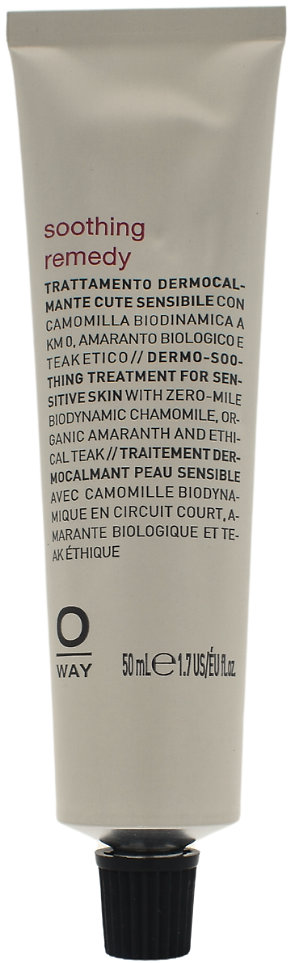 soothing
remedy
TRATTAMENTO DERMOCAL-
MANTE CUTE SENSIBILE CON
CAMOMILLA BIODINAMICA A
KM 0, AMARANTO BIOLOGICO E
TEAK ETICO // DERMO-SOO-
THING TREATMENT FOR SEN-
SITIVE SKIN WITH ZERO-MILE
BIODYNAMIC CHAMOMILE, OR-
GANIC AMARANTH AND ETHI-
CAL TEAK // TRAITEMENT DER-
MOCALMANT PEAU SENSIBLE
AVEC CAMOMILLE BIODYNA-
MIQUE EN CIRCUIT COURT, A-
MARANTE BIOLOGIQUE ET TE-
AK ÉTHIQUE
O
WAY
50 mL ℮ 1.7 US/ÉU fl.oz.